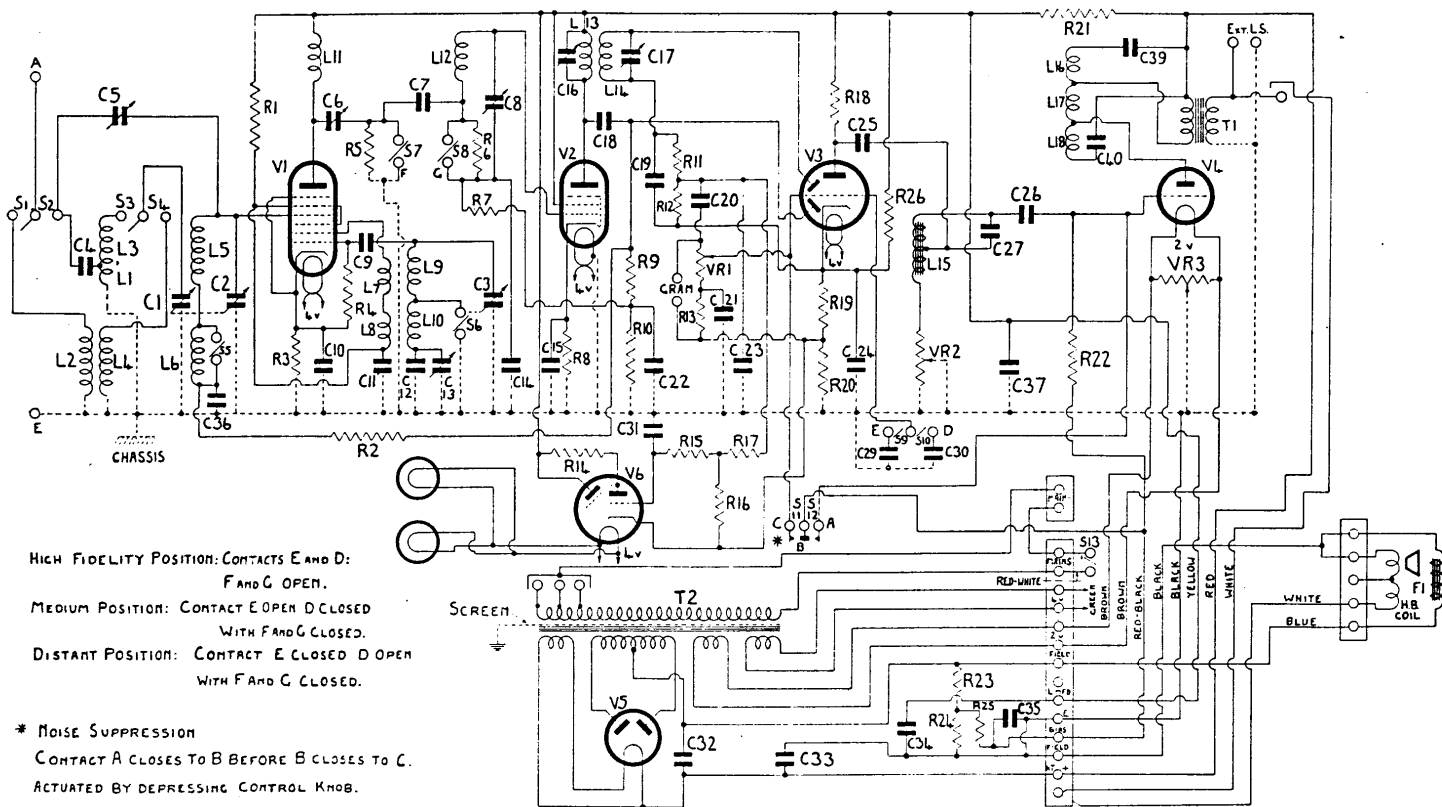 A
C5
S1
S2
S3
S4
C4
L3
L1
C1
L2
L4
L5
C2
L6
S5
C36
E
CHASSIS
R1
L11
C6
V1
R5
S7
F
C7
L12
S8
G
R6
C8
R7
4V
R3
C10
R4
C9
L7
L8
C11
L9
L10
C12
C13
S6
C3
C14
R2
L13
C16
C17
L14
V2
C18
4V
C15
R8
R9
R10
C22
C19
R11
R12
C20
GRAM
VR1
R13
C21
C23
V3
R18
C25
4V
R19
R20
R26
C24
L15
VR2
C27
C26
C37
R21
L16
L17
L18
C39
C40
T1
EXT. L.S.
V4
2V
VR3
R22
C31
R15
R17
R16
R14
V6
4V
E
S9
S10
D
C29
C30
C
S11
S12
A
*
B
HIGH FIDELITY POSITION: CONTACTS E AND D:
F AND G OPEN.
MEDIUM POSITION: CONTACT E OPEN D CLOSED
WITH F AND G CLOSED.
DISTANT POSITION: CONTACT E CLOSED D OPEN
WITH F AND G CLOSED.
* NOISE SUPPRESSION
CONTACT A CLOSES TO B BEFORE B CLOSES TO C.
ACTUATED BY DEPRESSING CONTROL KNOB.
SCREEN
T2
V5
C32
C33
C34
R23
R24
R25
C35
MAINS
S13
RED-WHITE
GREEN
BROWN
BROWN
RED-BLACK
BLACK
BLACK
YELLOW
RED
WHITE
FIELD
E
BIAS
FIELD
WHITE
BLUE
F1
H.B.
COIL